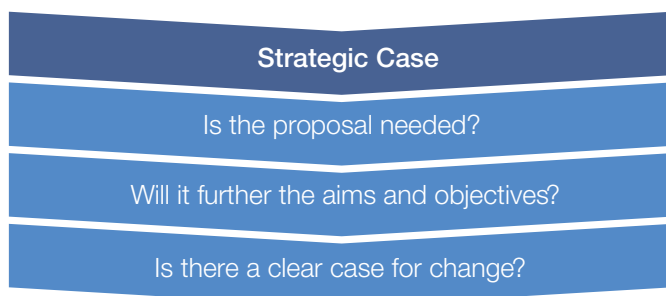 Strategic Case
Is the proposal needed?
Will it further the aims and objectives?
Is there a clear case for change?